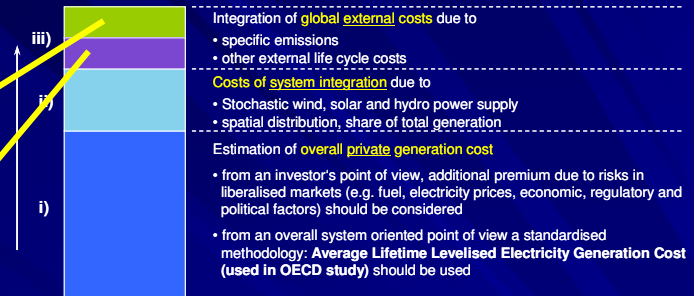 Integration of global external costs due to
iii)
• specific emissions
• other external life cycle costs
Costs of system integration due to
ii)
• Stochastic wind, solar and hydro power supply
• spatial distribution, share of total generation
Estimation of overall private generation cost
• from an investor's point of view, additional premium due to risks in
liberalised markets (e.g. fuel, electricity prices, economic, regulatory and
political factors) should be considered
i)
• from an overall system oriented point of view a standardised
methodology: Average Lifetime Levelised Electricity Generation Cost
(used in OECD study) should be used